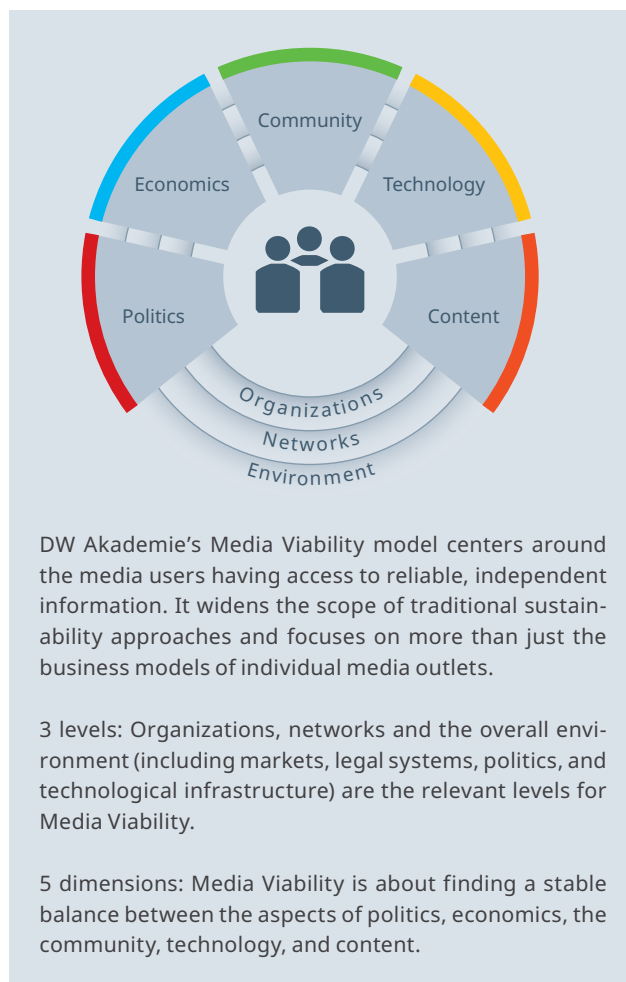 Community
Economics
Technology
Politics
Content
Organizations
Networks
Environment
DW Akademie’s Media Viability model centers around
the media users having access to reliable, independent
information. It widens the scope of traditional sustain-
ability approaches and focuses on more than just the
business models of individual media outlets.
3 levels: Organizations, networks and the overall envi-
ronment (including markets, legal systems, politics, and
technological infrastructure) are the relevant levels for
Media Viability.
5 dimensions: Media Viability is about finding a stable
balance between the aspects of politics, economics, the
community, technology, and content.